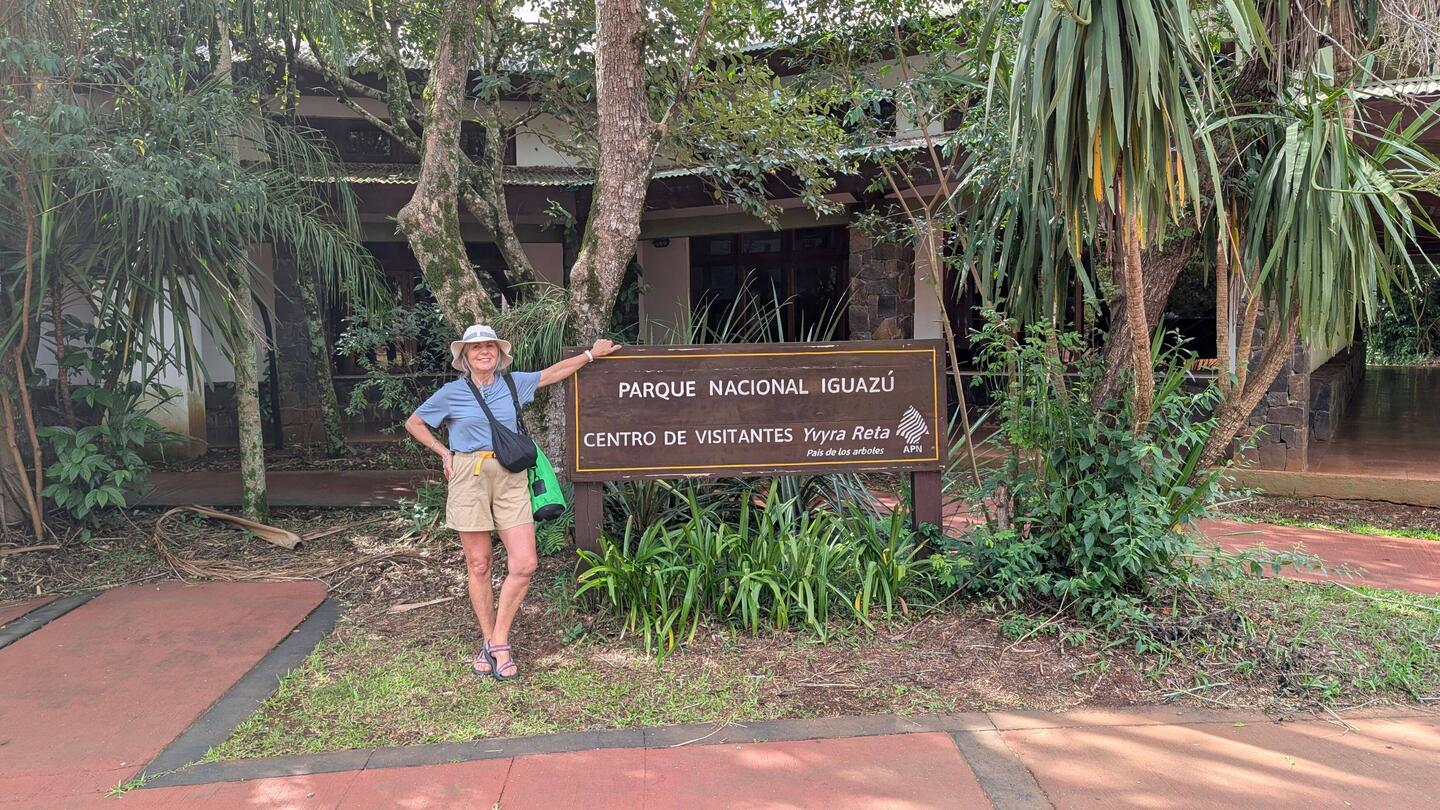 PARQUE NACIONAL IGUAZÚ
CENTRO DE VISITANTES Yvyra Reta
País de los arboles
APN